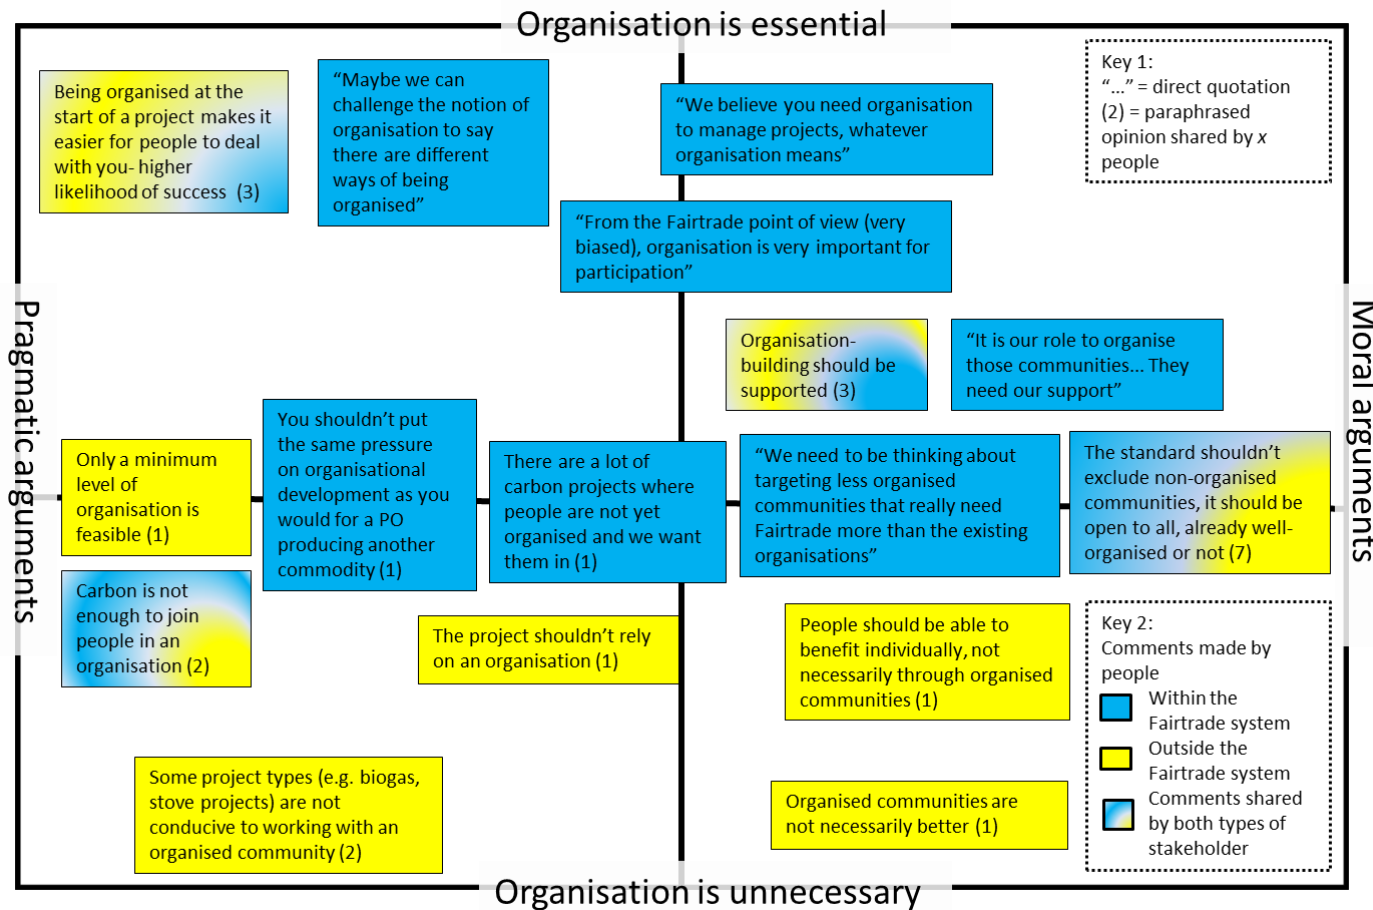 Organisation is essential
Being organised at the
start of a project makes it
easier for people to deal
with you- higher
likelihood of success (3)
“Maybe we can
challenge the notion of
organisation to say
there are different
ways of being
organised”
“We believe you need organisation
to manage projects, whatever
organisation means”
Key 1:
“...” = direct quotation
(2) = paraphrased
opinion shared by x
people
“From the Fairtrade point of view (very
biased), organisation is very important for
participation”
Pragmatic arguments
Moral arguments
Organisation-
building should be
supported (3)
“It is our role to organise
those communities... They
need our support”
Only a minimum
level of
organisation is
feasible (1)
You shouldn’t put
the same pressure
on organisational
development as you
would for a PO
producing another
commodity (1)
There are a lot of
carbon projects where
people are not yet
organised and we want
them in (1)
“We need to be thinking about
targeting less organised
communities that really need
Fairtrade more than the existing
organisations”
The standard shouldn’t
exclude non-organised
communities, it should be
open to all, already well-
organised or not (7)
Carbon is not
enough to join
people in an
organisation (2)
The project shouldn’t rely
on an organisation (1)
People should be able to
benefit individually, not
necessarily through organised
communities (1)
Key 2:
Comments made by
people
Within the
Fairtrade system
Outside the
Fairtrade system
Comments shared
by both types of
stakeholder
Some project types (e.g. biogas,
stove projects) are not
conducive to working with an
organised community (2)
Organised communities are
not necessarily better (1)
Organisation is unnecessary